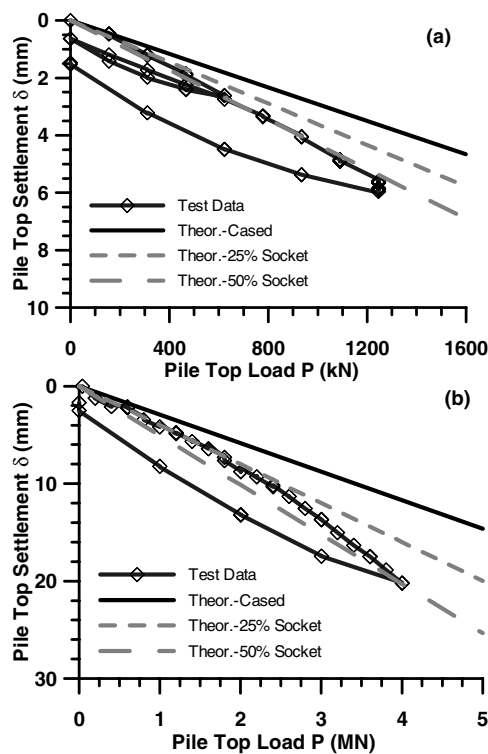 (a)
Pile Top Settlement δ (mm)
0
2
4
6
8
10
Test Data
Theor.-Cased
Theor.-25% Socket
Theor.-50% Socket
0
400
800
1200
1600
Pile Top Load P (kN)
(b)
Pile Top Settlement δ (mm)
0
10
20
30
Test Data
Theor.-Cased
Theor.-25% Socket
Theor.-50% Socket
0
1
2
3
4
5
Pile Top Load P (MN)